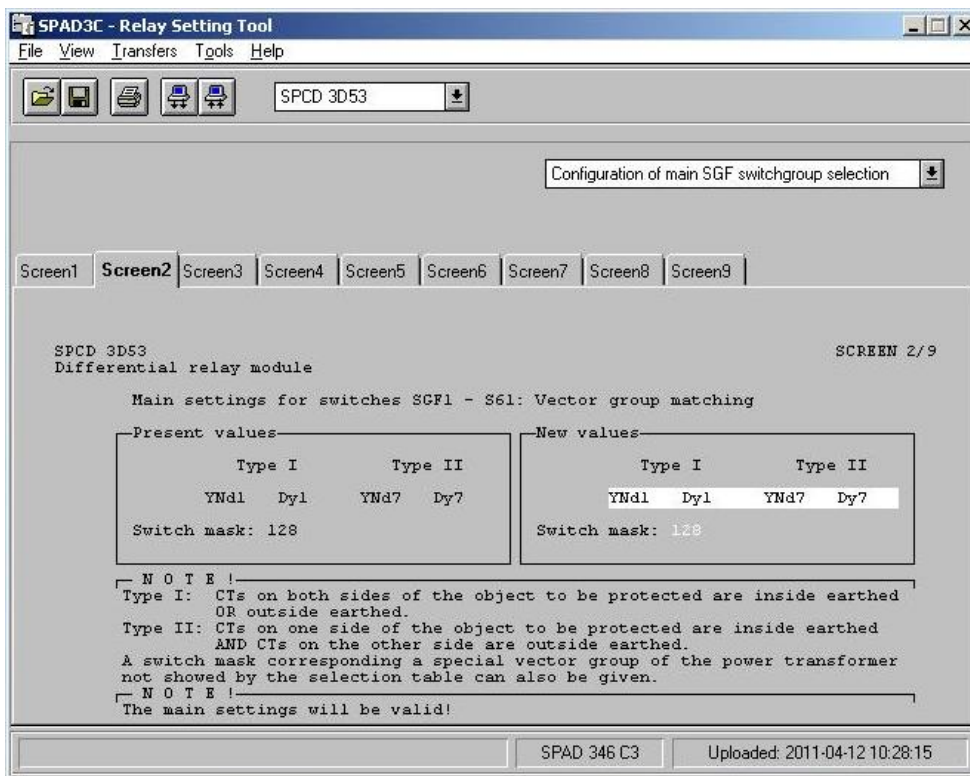 SPAD3C - Relay Setting Tool
File View Transfers Tools Help
SPCD 3D53
Configuration of main SGF switchgroup selection
Screen1 Screen2 Screen3 Screen4 Screen5 Screen6 Screen7 Screen8 Screen9
SPCD 3D53 SCREEN 2/9
Differential relay module
Main settings for switches SGF1 - S61: Vector group matching
Present values New values
Type I Type II Type I Type II
YNd1 Dy1 YNd7 Dy7 YNd1 Dy1 YNd7 Dy7
Switch mask: 128 Switch mask: 128
N O T E !
Type I: CTs on both sides of the object to be protected are inside earthed
OR outside earthed.
Type II: CTs on one side of the object to be protected are inside earthed
AND CTs on the other side are outside earthed.
A switch mask corresponding a special vector group of the power transformer
not showed by the selection table can also be given.
N O T E !
The main settings will be valid!
SPAD 346 C3 Uploaded: 2011-04-12 10:28:15